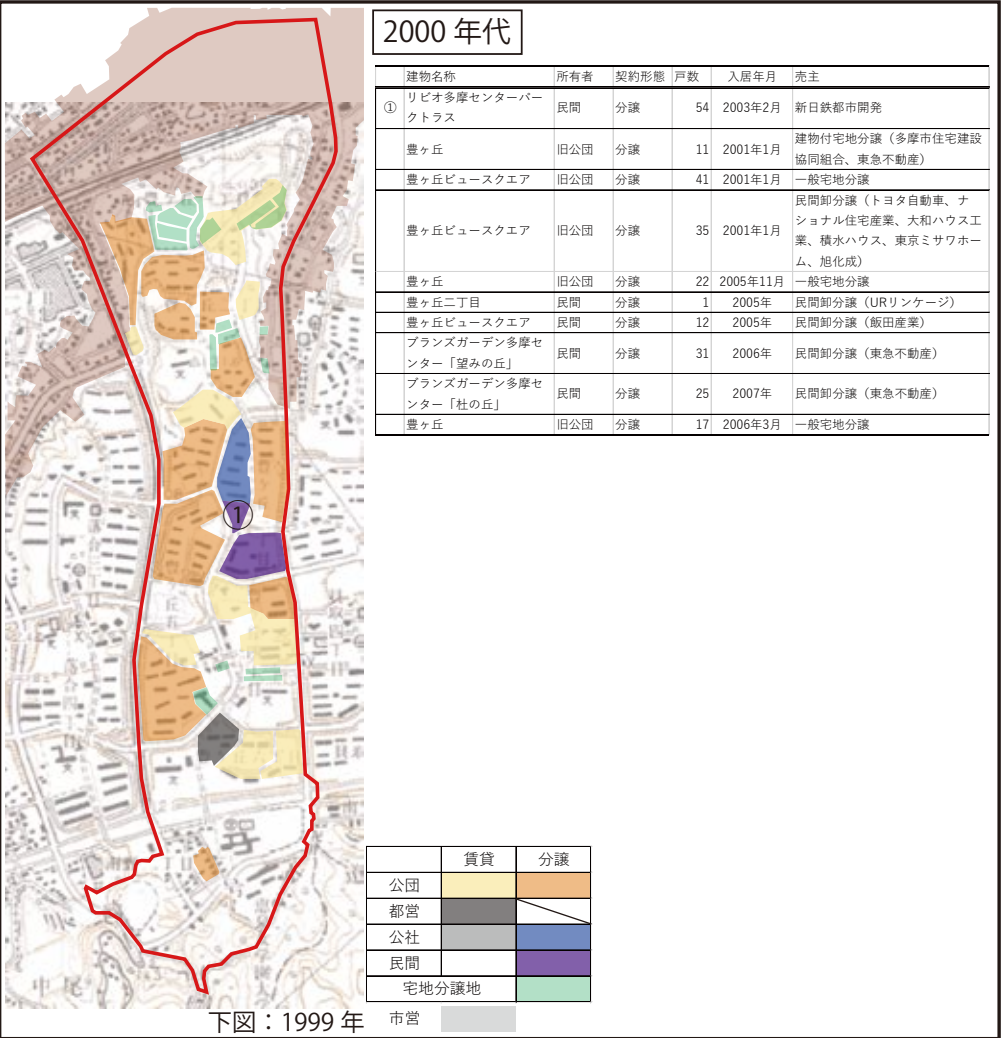 2000 年代
建物名称 所有者 契約形態 戸数 入居年月 売主
① リビオ多摩センターパークトラス 民間 分譲 54 2003年2月 新日鉄都市開発
豊ヶ丘 旧公団 分譲 11 2001年1月 建物付宅地分譲（多摩市住宅建設協同組合、東急不動産）
豊ヶ丘ビュースクエア 旧公団 分譲 41 2001年1月 一般宅地分譲
豊ヶ丘ビュースクエア 旧公団 分譲 35 2001年1月 民間卸分譲（トヨタ自動車、ナショナル住宅産業、大和ハウス工業、積水ハウス、東京ミサワホーム、旭化成）
豊ヶ丘 旧公団 分譲 22 2005年11月 一般宅地分譲
豊ヶ丘二丁目 民間 分譲 1 2005年 民間卸分譲（URリンケージ）
豊ヶ丘ビュースクエア 民間 分譲 12 2005年 民間卸分譲（飯田産業）
ブランズガーデン多摩センター「望みの丘」 民間 分譲 31 2006年 民間卸分譲（東急不動産）
ブランズガーデン多摩センター「杜の丘」 民間 分譲 25 2007年 民間卸分譲（東急不動産）
豊ヶ丘 旧公団 分譲 17 2006年3月 一般宅地分譲
①
賃貸 分譲
公団
都営
公社
民間
宅地分譲地
市営
下図：1999 年